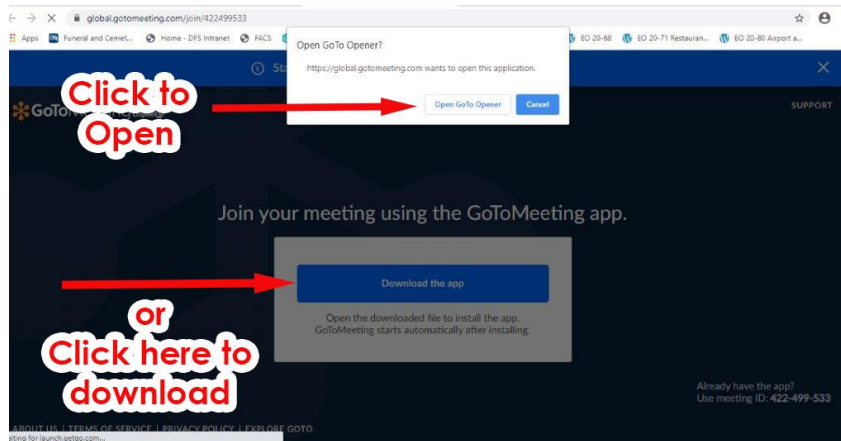 global.gotomeeting.com/join/422499533
Apps Funeral and Cemet... Home - DFS Intranet FACS EO 20-68 EO 20-71 Restauran... EO 20-80 Airport a...
Open GoTo Opener?
https://global.gotomeeting.com wants to open this application.
Open GoTo Opener Cancel
Click to
Open
SUPPORT
Join your meeting using the GoToMeeting app.
Download the app
Open the downloaded file to install the app.
GoToMeeting starts automatically after installing.
or
Click here to
download
Already have the app?
Use meeting ID: 422-499-533
ABOUT US | TERMS OF SERVICE | PRIVACY POLICY | EXPLORE GOTO